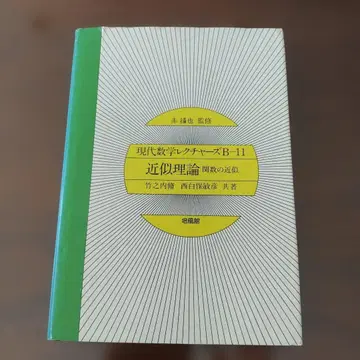 赤 攝也 監修
現代数学レクチャーズ B-11
近似理論 関数の近似
竹之内脩 西白保敏彦 共著
培風館